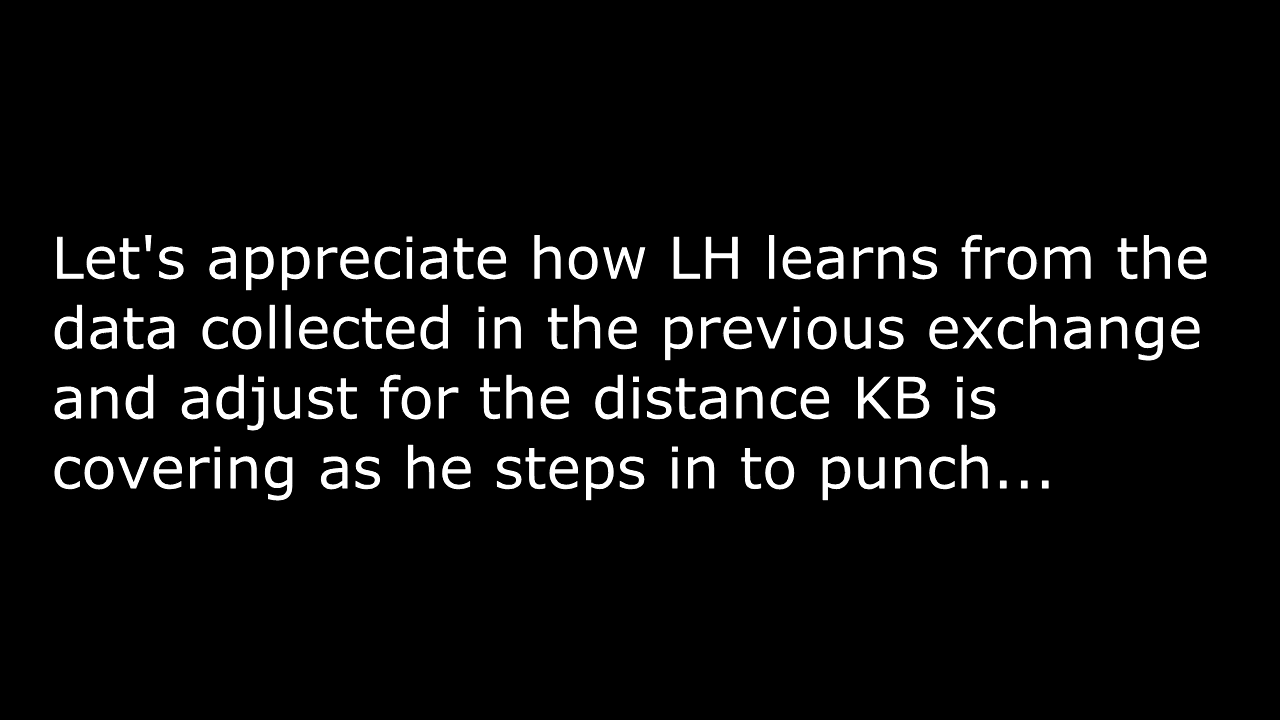 Let's appreciate how LH learns from the
data collected in the previous exchange
and adjust for the distance KB is
covering as he steps in to punch...